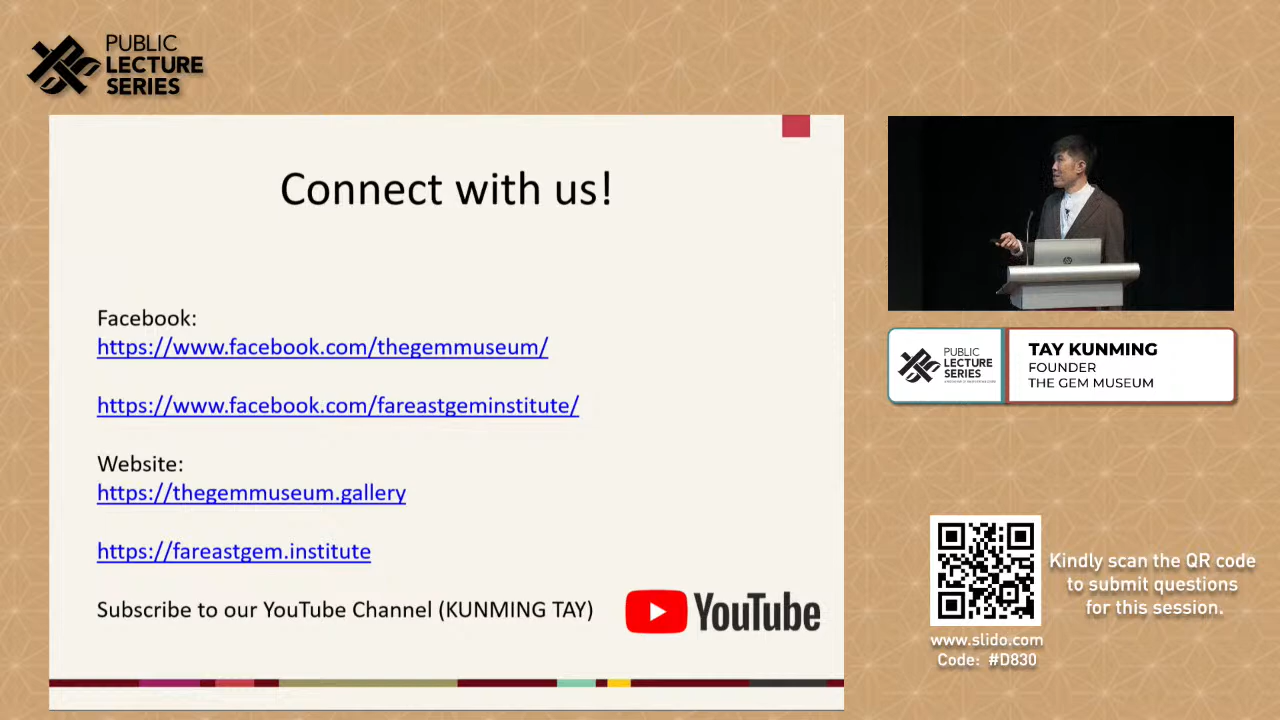 PUBLIC
LECTURE
SERIES
Connect with us!
Facebook:
https://www.facebook.com/thegemmuseum/
https://www.facebook.com/fareastgeminstitute/
Website:
https://thegemmuseum.gallery
https://fareastgem.institute
Subscribe to our YouTube Channel (KUNMING TAY)
YouTube
PUBLIC
LECTURE
SERIES
TAY KUNMING
FOUNDER
THE GEM MUSEUM
Kindly scan the QR code
to submit questions
for this session.
www.slido.com
Code: #D830